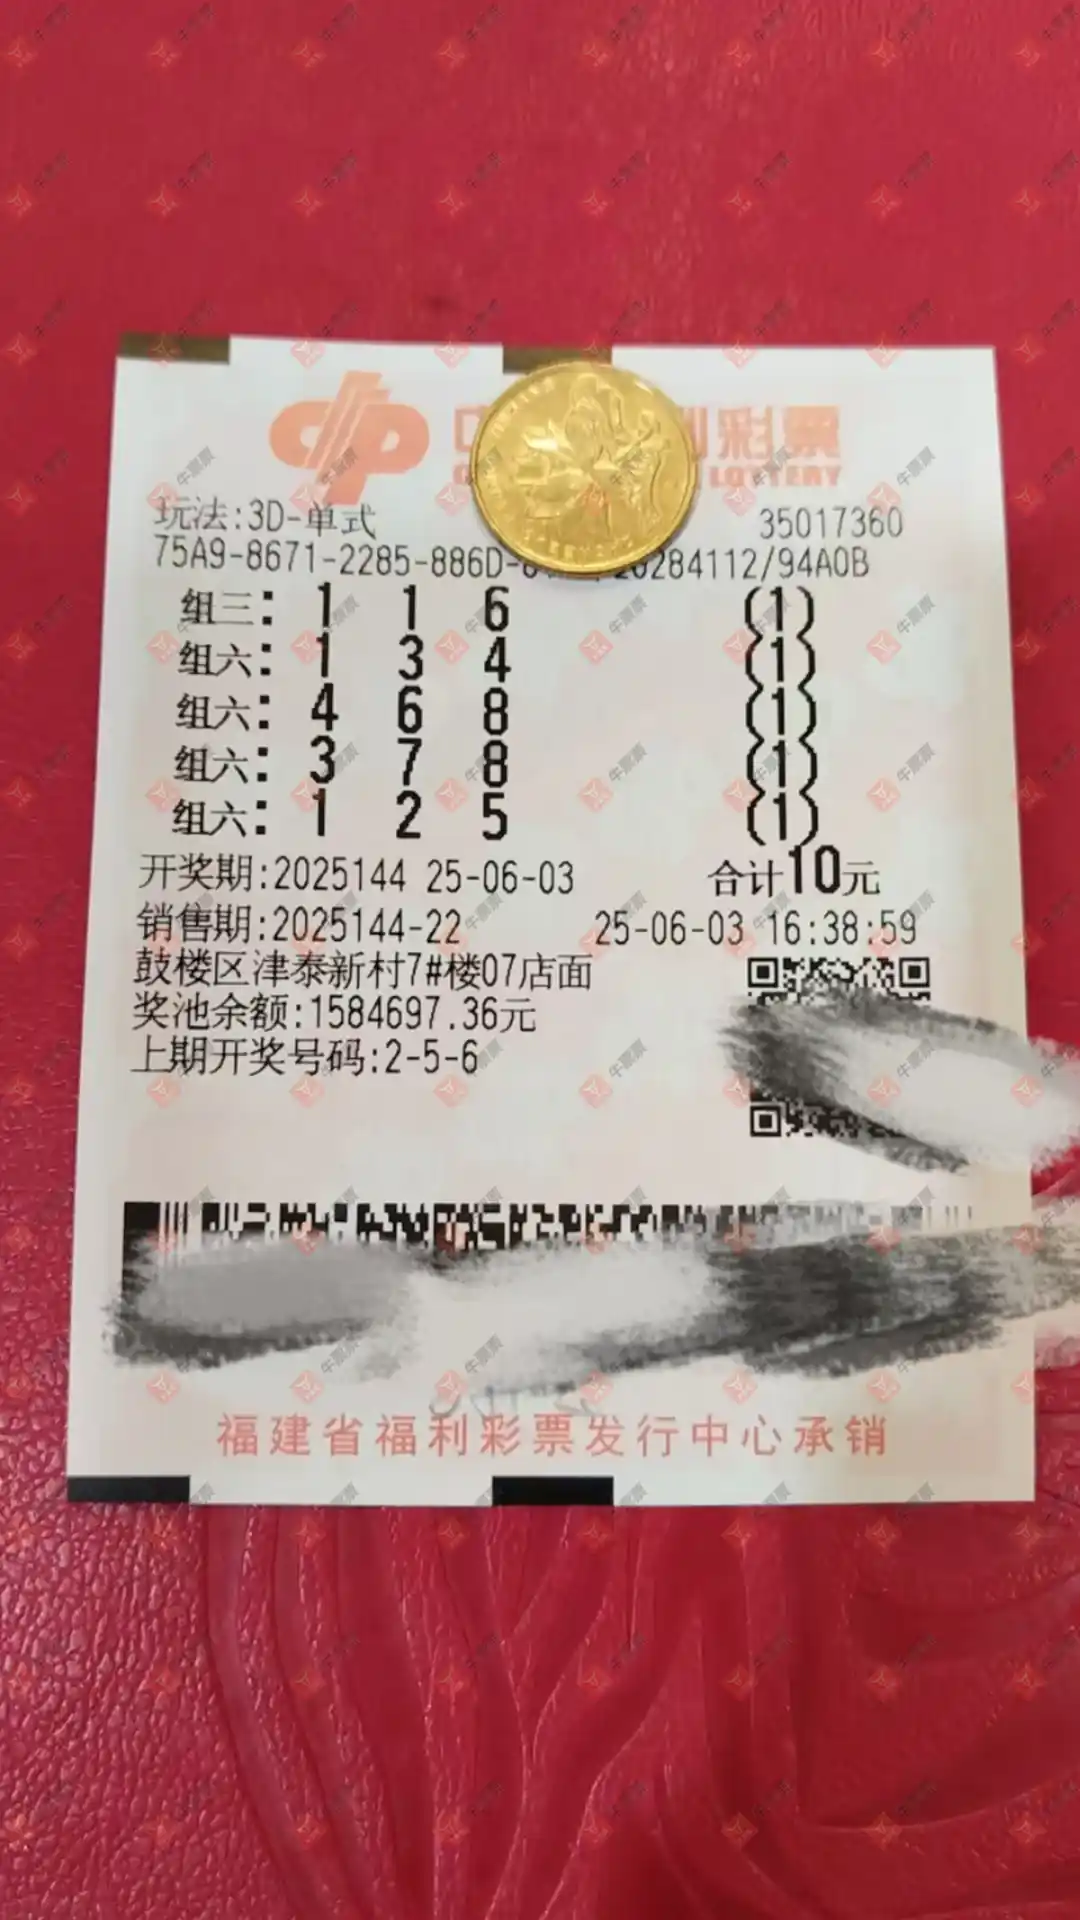 利彩票
LOTTERY
玩法:3D-单式 35017360
75A9-8671-2285-886D- 20284112/94A0B
组三: 1 1 6 (1)
组六: 1 3 4 (1)
组六: 4 6 8 (1)
组六: 3 7 8 (1)
组六: 1 2 5 (1)
开奖期:2025144 25-06-03 合计10元
销售期:2025144-22 25-06-03 16:38:59
鼓楼区津泰新村7#楼07店面
奖池余额:1584697.36元
上期开奖号码:2-5-6
福建省福利彩票发行中心承销
牛票票